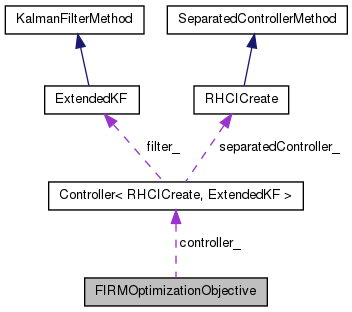 KalmanFilterMethod
SeparatedControllerMethod
ExtendedKF
RHCICreate
filter_
separatedController_
Controller< RHCICreate, ExtendedKF >
controller_
FIRMOptimizationObjective